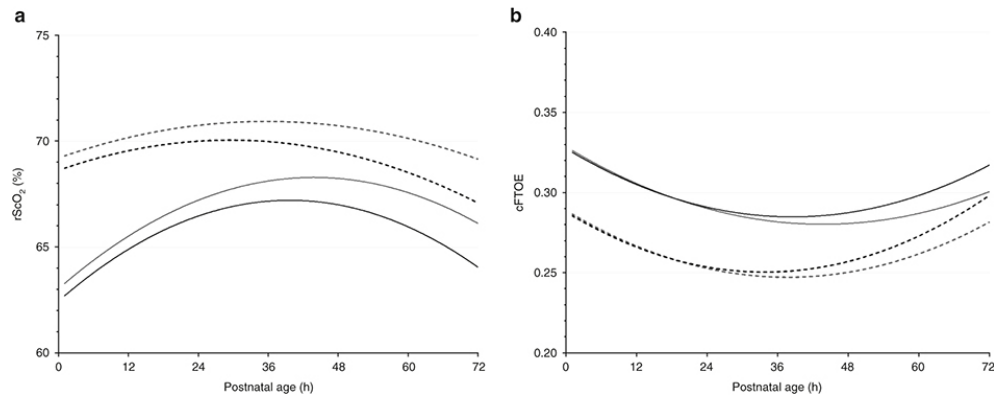 a
75
70
65
60
rScO2 (%)
0 12 24 36 48 60 72
Postnatal age (h)
b
0.40
0.35
0.30
0.25
0.20
cFTOE
0 12 24 36 48 60 72
Postnatal age (h)